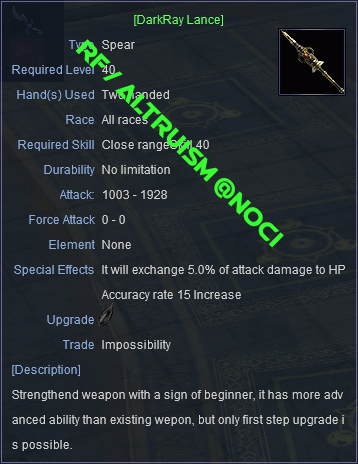 [DarkRay Lance]
Type Spear
Required Level 40
Hand(s) Used Two handed
Race All races
Required Skill Close rangeSkill 40
Durability No limitation
Attack: 1003 - 1928
Force Attack 0 - 0
Element None
Special Effects It will exchange 5.0% of attack damage to HP
Accuracy rate 15 Increase
Upgrade
Trade Impossibility
[Description]
Strengthend weapon with a sign of beginner, it has more adv
anced ability than existing wepon, but only first step upgrade i
s possible.
RF/ ALTRUISM @NOCI